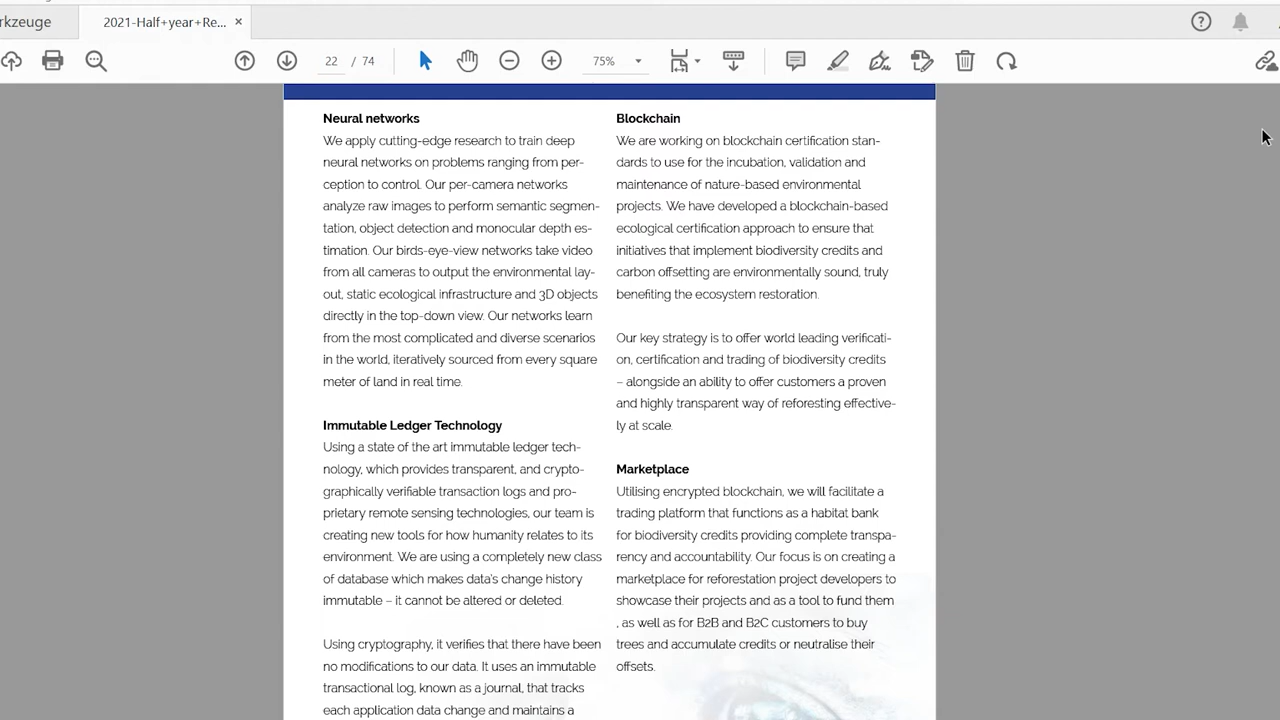 rkzeuge
2021-Half+year+Re... ×
22 / 74
75%
Neural networks
We apply cutting-edge research to train deep
neural networks on problems ranging from per-
ception to control. Our per-camera networks
analyze raw images to perform semantic segmen-
tation, object detection and monocular depth es-
timation. Our birds-eye-view networks take video
from all cameras to output the environmental lay-
out, static ecological infrastructure and 3D objects
directly in the top-down view. Our networks learn
from the most complicated and diverse scenarios
in the world, iteratively sourced from every square
meter of land in real time.
Immutable Ledger Technology
Using a state of the art immutable ledger tech-
nology, which provides transparent, and crypto-
graphically verifiable transaction logs and pro-
prietary remote sensing technologies, our team is
creating new tools for how humanity relates to its
environment. We are using a completely new class
of database which makes data's change history
immutable – it cannot be altered or deleted.
Using cryptography, it verifies that there have been
no modifications to our data. It uses an immutable
transactional log, known as a journal, that tracks
each application data change and maintains a
Blockchain
We are working on blockchain certification stan-
dards to use for the incubation, validation and
maintenance of nature-based environmental
projects. We have developed a blockchain-based
ecological certification approach to ensure that
initiatives that implement biodiversity credits and
carbon offsetting are environmentally sound, truly
benefiting the ecosystem restoration.
Our key strategy is to offer world leading verificati-
on, certification and trading of biodiversity credits
– alongside an ability to offer customers a proven
and highly transparent way of reforesting effective-
ly at scale.
Marketplace
Utilising encrypted blockchain, we will facilitate a
trading platform that functions as a habitat bank
for biodiversity credits providing complete transpa-
rency and accountability. Our focus is on creating a
marketplace for reforestation project developers to
showcase their projects and as a tool to fund them
, as well as for B2B and B2C customers to buy
trees and accumulate credits or neutralise their
offsets.